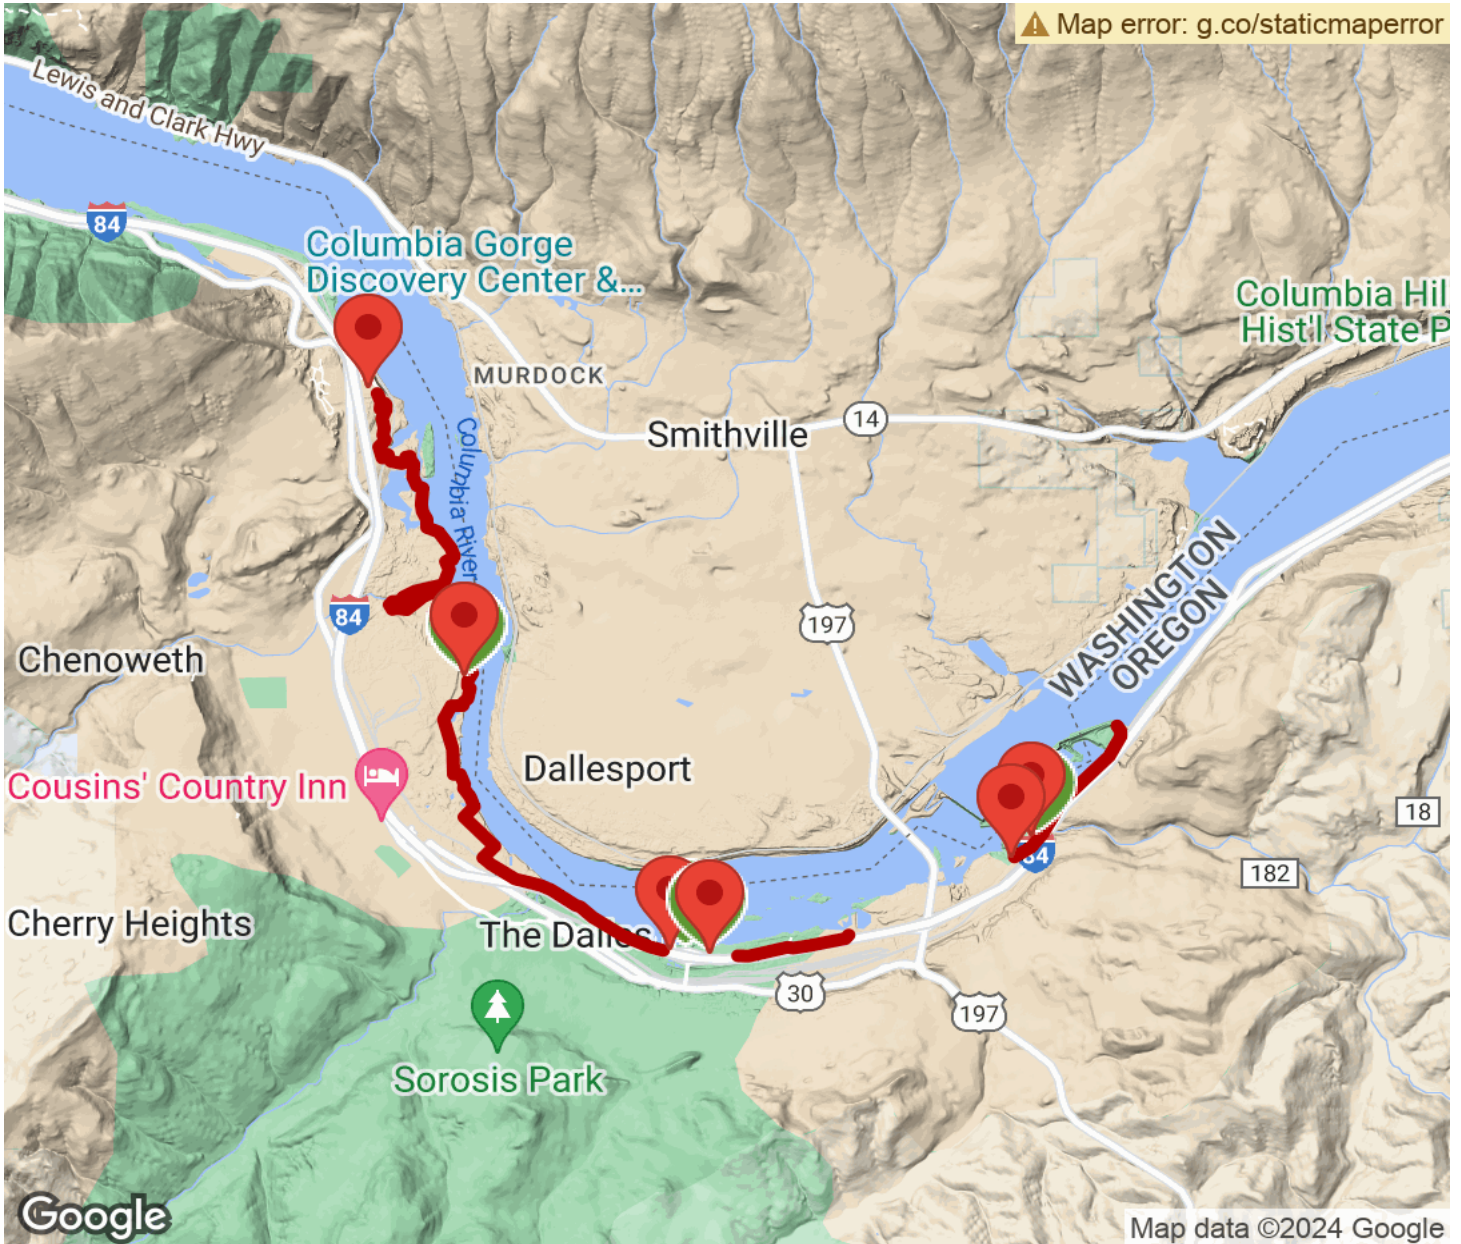 Map error: g.co/staticmaperror
Lewis and Clark Hwy
84
Columbia Gorge
Discovery Center &...
Columbia Hil
Hist'l State P
MURDOCK
14
Smithville
Columbia River
WASHINGTON
OREGON
84
197
Chenoweth
Dallesport
Cousins' Country Inn
18
84
182
Cherry Heights
The Dalles
30
197
Sorosis Park
Google
Map data ©2024 Google